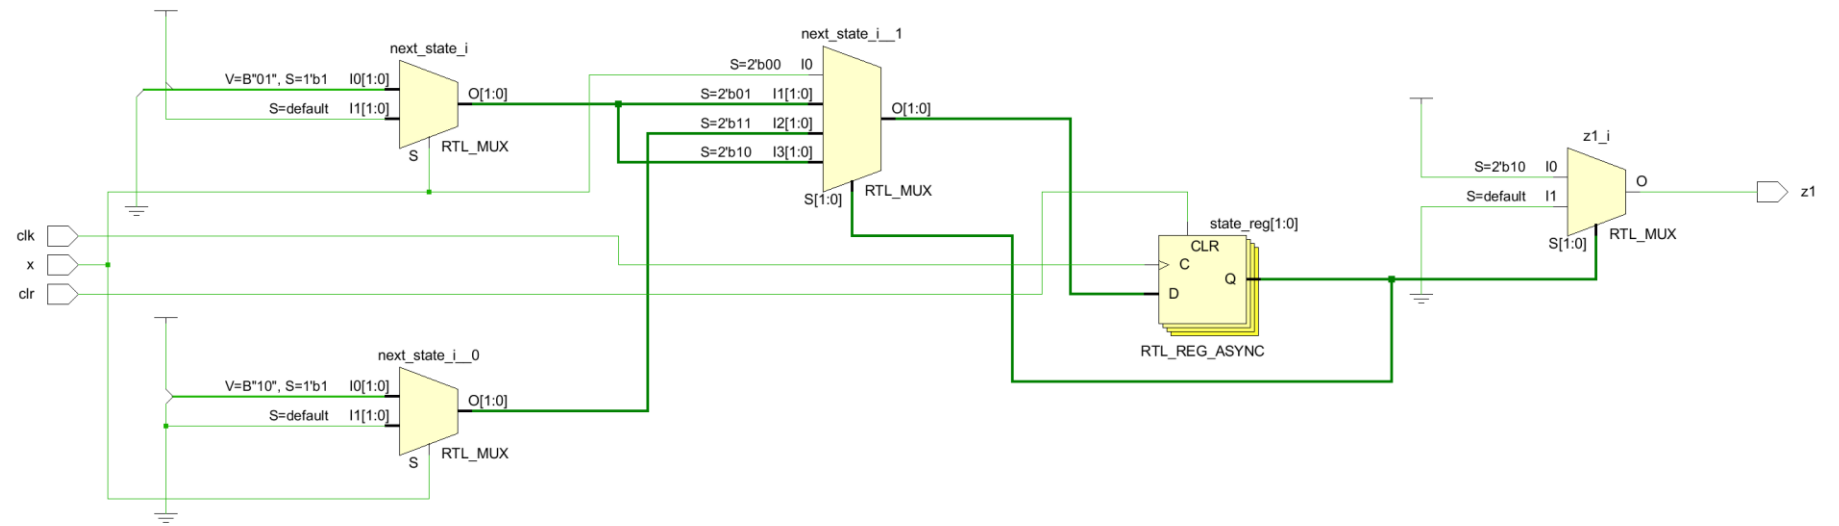 next_state_i
V=B"01", S=1'b1 I0[1:0]
S=default I1[1:0]
O[1:0]
S
RTL_MUX
next_state_i__1
S=2'b00 I0
S=2'b01 I1[1:0]
S=2'b11 I2[1:0]
S=2'b10 I3[1:0]
O[1:0]
S[1:0]
RTL_MUX
clk
x
clr
state_reg[1:0]
CLR
C
Q
D
RTL_REG_ASYNC
z1_i
S=2'b10 I0
S=default I1
O
S[1:0]
RTL_MUX
z1
next_state_i__0
V=B"10", S=1'b1 I0[1:0]
S=default I1[1:0]
O[1:0]
S
RTL_MUX